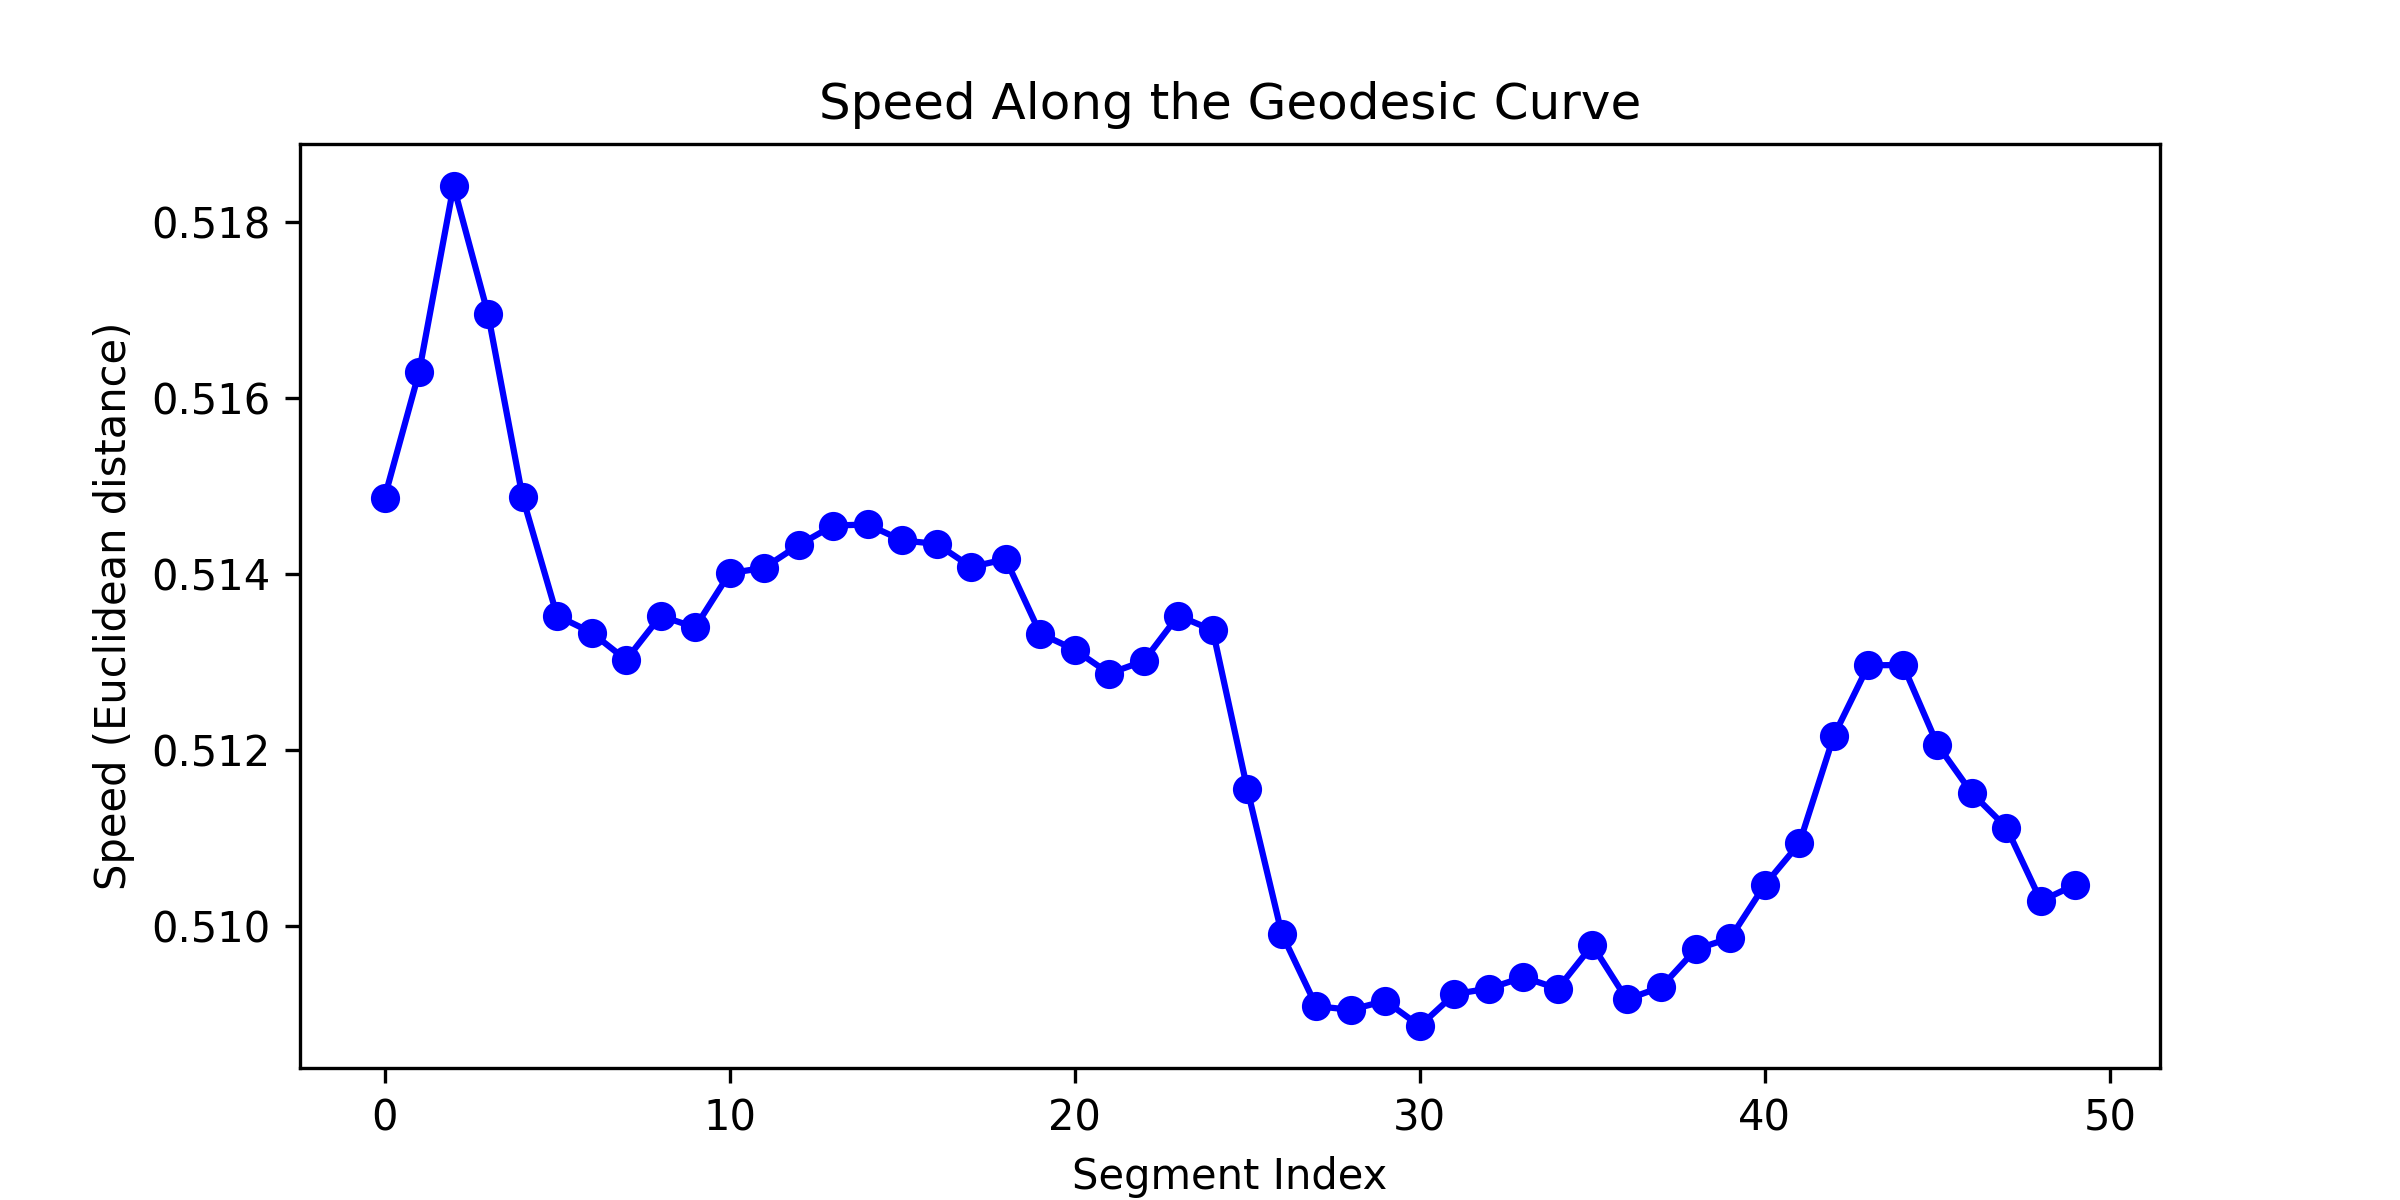 Speed Along the Geodesic Curve
Speed (Euclidean distance)
0.518
0.516
0.514
0.512
0.510
0 10 20 30 40 50
Segment Index